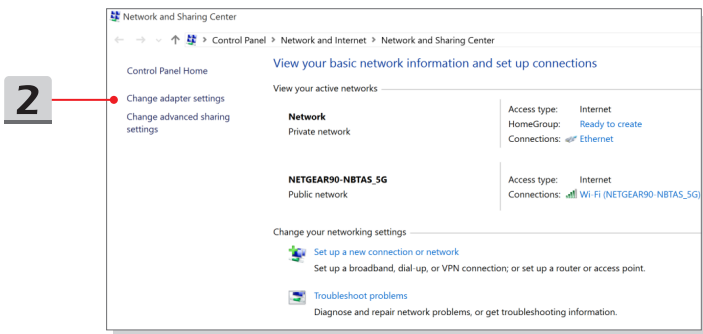 Network and Sharing Center
Control Panel > Network and Internet > Network and Sharing Center
2
Control Panel Home
Change adapter settings
Change advanced sharing
settings
View your basic network information and set up connections
View your active networks
Network
Private network
Access type: Internet
HomeGroup: Ready to create
Connections: Ethernet
NETGEAR90-NBTAS_5G
Public network
Access type: Internet
Connections: Wi-Fi (NETGEAR90-NBTAS_5G)
Change your networking settings
Set up a new connection or network
Set up a broadband, dial-up, or VPN connection; or set up a router or access point.
Troubleshoot problems
Diagnose and repair network problems, or get troubleshooting information.